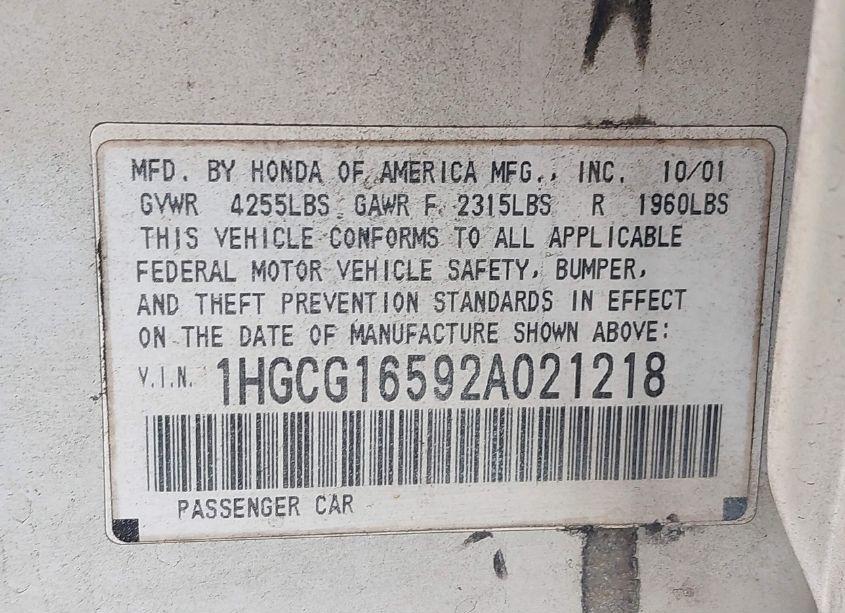 MFD. BY HONDA OF AMERICA MFG., INC. 10/01
GVWR 4255LBS GAWR F 2315LBS R 1960LBS
THIS VEHICLE CONFORMS TO ALL APPLICABLE
FEDERAL MOTOR VEHICLE SAFETY, BUMPER,
AND THEFT PREVENTION STANDARDS IN EFFECT
ON THE DATE OF MANUFACTURE SHOWN ABOVE:
V.I.N. 1HGCG16592A021218
PASSENGER CAR